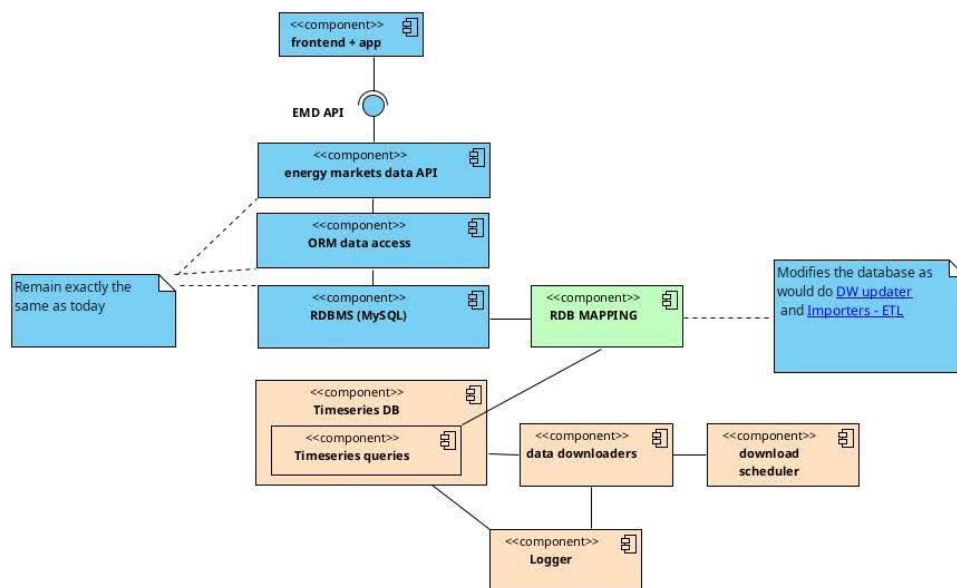 <<component>>
frontend + app
EMD API
<<component>>
energy markets data API
<<component>>
ORM data access
Remain exactly the
same as today
<<component>>
RDBMS (MySQL)
<<component>>
RDB MAPPING
Modifies the database as
would do DW updater
and Importers - ETL
<<component>>
Timeseries DB
<<component>>
Timeseries queries
<<component>>
data downloaders
<<component>>
download
scheduler
<<component>>
Logger